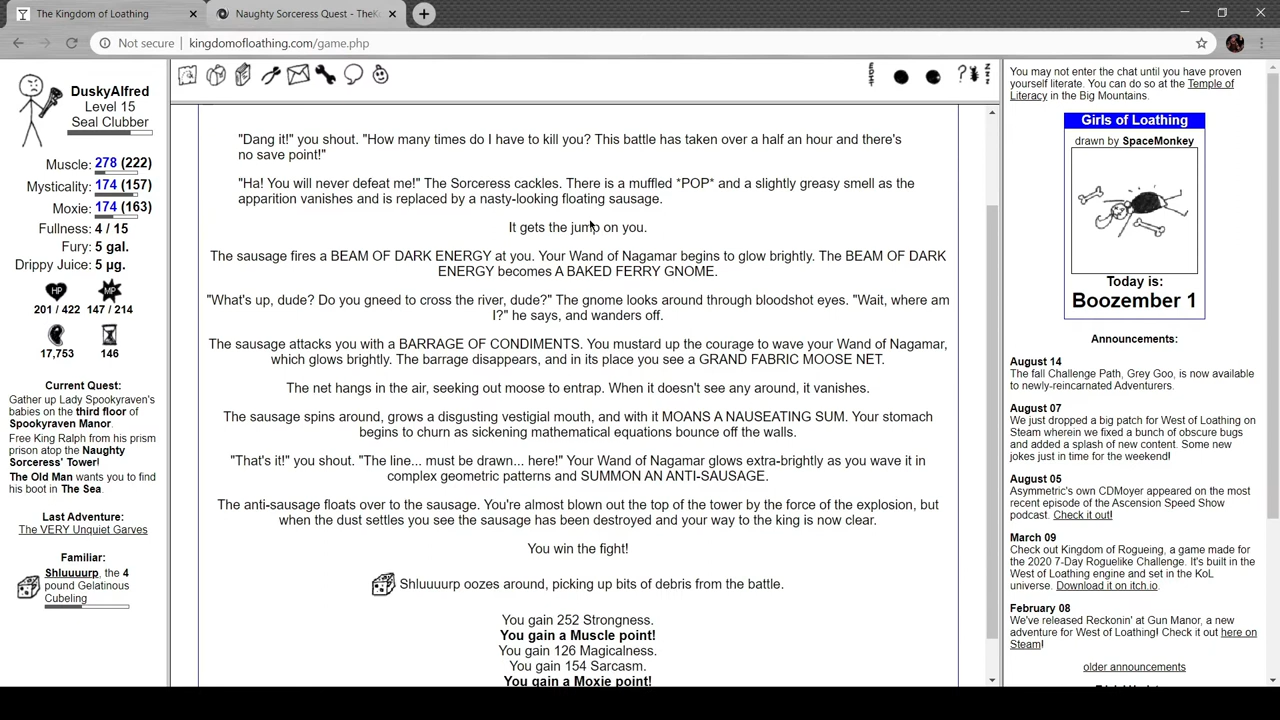 The Kingdom of Loathing
Naughty Sorceress Quest - TheK
Not secure
kingdomofloathing.com/game.php
DuskyAlfred
Level 15
Seal Clubber
Muscle: 278 (222)
Mysticality: 174 (157)
Moxie: 174 (163)
Fullness: 4 / 15
Fury: 5 gal.
Drippy Juice: 5 µg.
HP MP
201 / 422 147 / 214
17,753 146
Current Quest:
Gather up Lady Spookyraven's
babies on the third floor of
Spookyraven Manor.
Free King Ralph from his prism
prison atop the Naughty
Sorceress' Tower!
The Old Man wants you to find
his boot in The Sea.
Last Adventure:
The VERY Unquiet Garves
Familiar:
Shluuuurp, the 4
pound Gelatinous
Cubeling
"Dang it!" you shout. "How many times do I have to kill you? This battle has taken over a half an hour and there's
no save point!"
"Ha! You will never defeat me!" The Sorceress cackles. There is a muffled *POP* and a slightly greasy smell as the
apparition vanishes and is replaced by a nasty-looking floating sausage.
It gets the jump on you.
The sausage fires a BEAM OF DARK ENERGY at you. Your Wand of Nagamar begins to glow brightly. The BEAM OF DARK
ENERGY becomes A BAKED FERRY GNOME.
"What's up, dude? Do you gneed to cross the river, dude?" The gnome looks around through bloodshot eyes. "Wait, where am
I?" he says, and wanders off.
The sausage attacks you with a BARRAGE OF CONDIMENTS. You mustard up the courage to wave your Wand of Nagamar,
which glows brightly. The barrage disappears, and in its place you see a GRAND FABRIC MOOSE NET.
The net hangs in the air, seeking out moose to entrap. When it doesn't see any around, it vanishes.
The sausage spins around, grows a disgusting vestigial mouth, and with it MOANS A NAUSEATING SUM. Your stomach
begins to churn as sickening mathematical equations bounce off the walls.
"That's it!" you shout. "The line... must be drawn... here!" Your Wand of Nagamar glows extra-brightly as you wave it in
complex geometric patterns and SUMMON AN ANTI-SAUSAGE.
The anti-sausage floats over to the sausage. You're almost blown out the top of the tower by the force of the explosion, but
when the dust settles you see the sausage has been destroyed and your way to the king is now clear.
You win the fight!
Shluuuurp oozes around, picking up bits of debris from the battle.
You gain 252 Strongness.
You gain a Muscle point!
You gain 126 Magicalness.
You gain 154 Sarcasm.
You gain a Moxie point!
You may not enter the chat until you have proven
yourself literate. You can do so at the Temple of
Literacy in the Big Mountains.
Girls of Loathing
drawn by SpaceMonkey
Today is:
Boozember 1
Announcements:
August 14
The fall Challenge Path, Grey Goo, is now available
to newly-reincarnated Adventurers.
August 07
We just dropped a big patch for West of Loathing on
Steam wherein we fixed a bunch of obscure bugs
and added a splash of new content. Some new
jokes just in time for the weekend!
August 05
Asymmetric's own CDMoyer appeared on the most
recent episode of the Ascension Speed Show
podcast. Check it out!
March 09
Check out Kingdom of Rogueing, a game made for
the 2020 7-Day Roguelike Challenge. It's built in the
West of Loathing engine and set in the KoL
universe. Download it on itch.io.
February 08
We've released Reckonin' at Gun Manor, a new
adventure for West of Loathing! Check it out here on
Steam!
older announcements